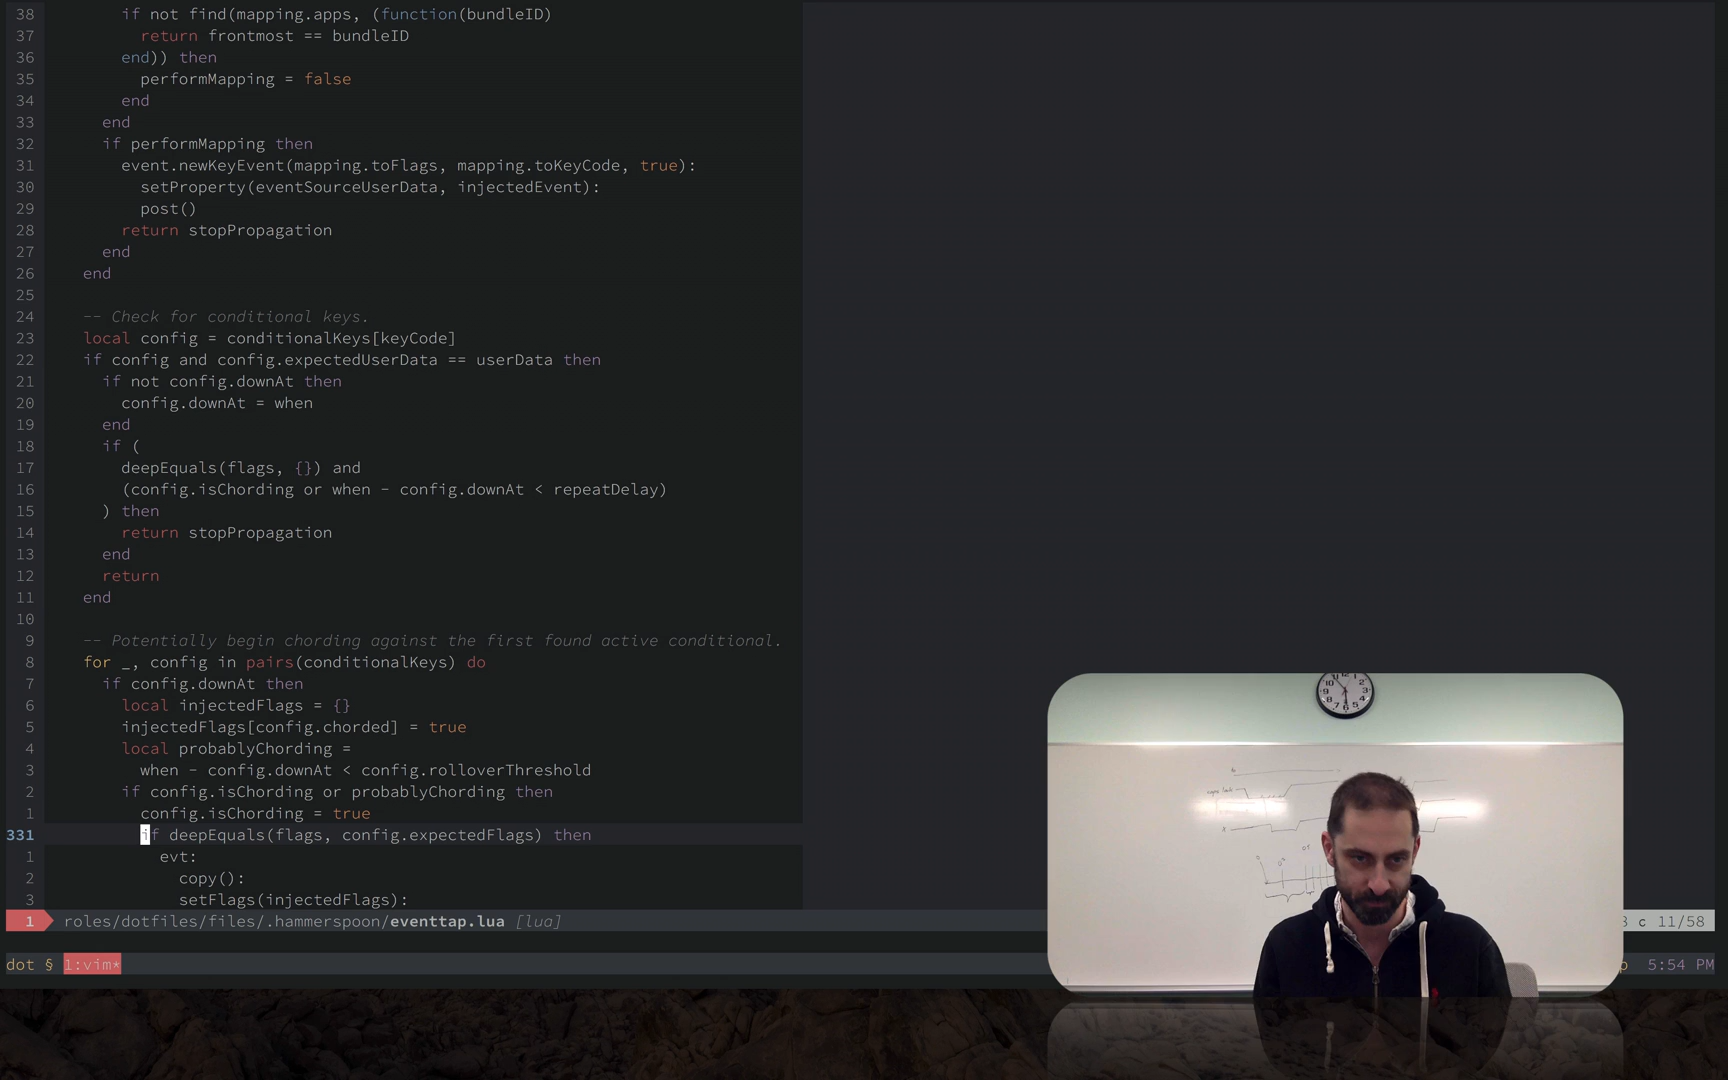 38 if not find(mapping.apps, (function(bundleID)
37 return frontmost == bundleID
36 end)) then
35 performMapping = false
34 end
33 end
32 if performMapping then
31 event.newKeyEvent(mapping.toFlags, mapping.toKeyCode, true):
30 setProperty(eventSourceUserData, injectedEvent):
29 post()
28 return stopPropagation
27 end
26 end
25
24 -- Check for conditional keys.
23 local config = conditionalKeys[keyCode]
22 if config and config.expectedUserData == userData then
21 if not config.downAt then
20 config.downAt = when
19 end
18 if (
17 deepEquals(flags, {}) and
16 (config.isChording or when - config.downAt < repeatDelay)
15 ) then
14 return stopPropagation
13 end
12 return
11 end
10
9 -- Potentially begin chording against the first found active conditional.
8 for _, config in pairs(conditionalKeys) do
7 if config.downAt then
6 local injectedFlags = {}
5 injectedFlags[config.chorded] = true
4 local probablyChording =
3 when - config.downAt < config.rolloverThreshold
2 if config.isChording or probablyChording then
1 config.isChording = true
331 if deepEquals(flags, config.expectedFlags) then
1 evt:
2 copy():
3 setFlags(injectedFlags):
1 roles/dotfiles/files/.hammerspoon/eventtap.lua [lua] c 11/58
dot § 1:vim* 5:54 PM